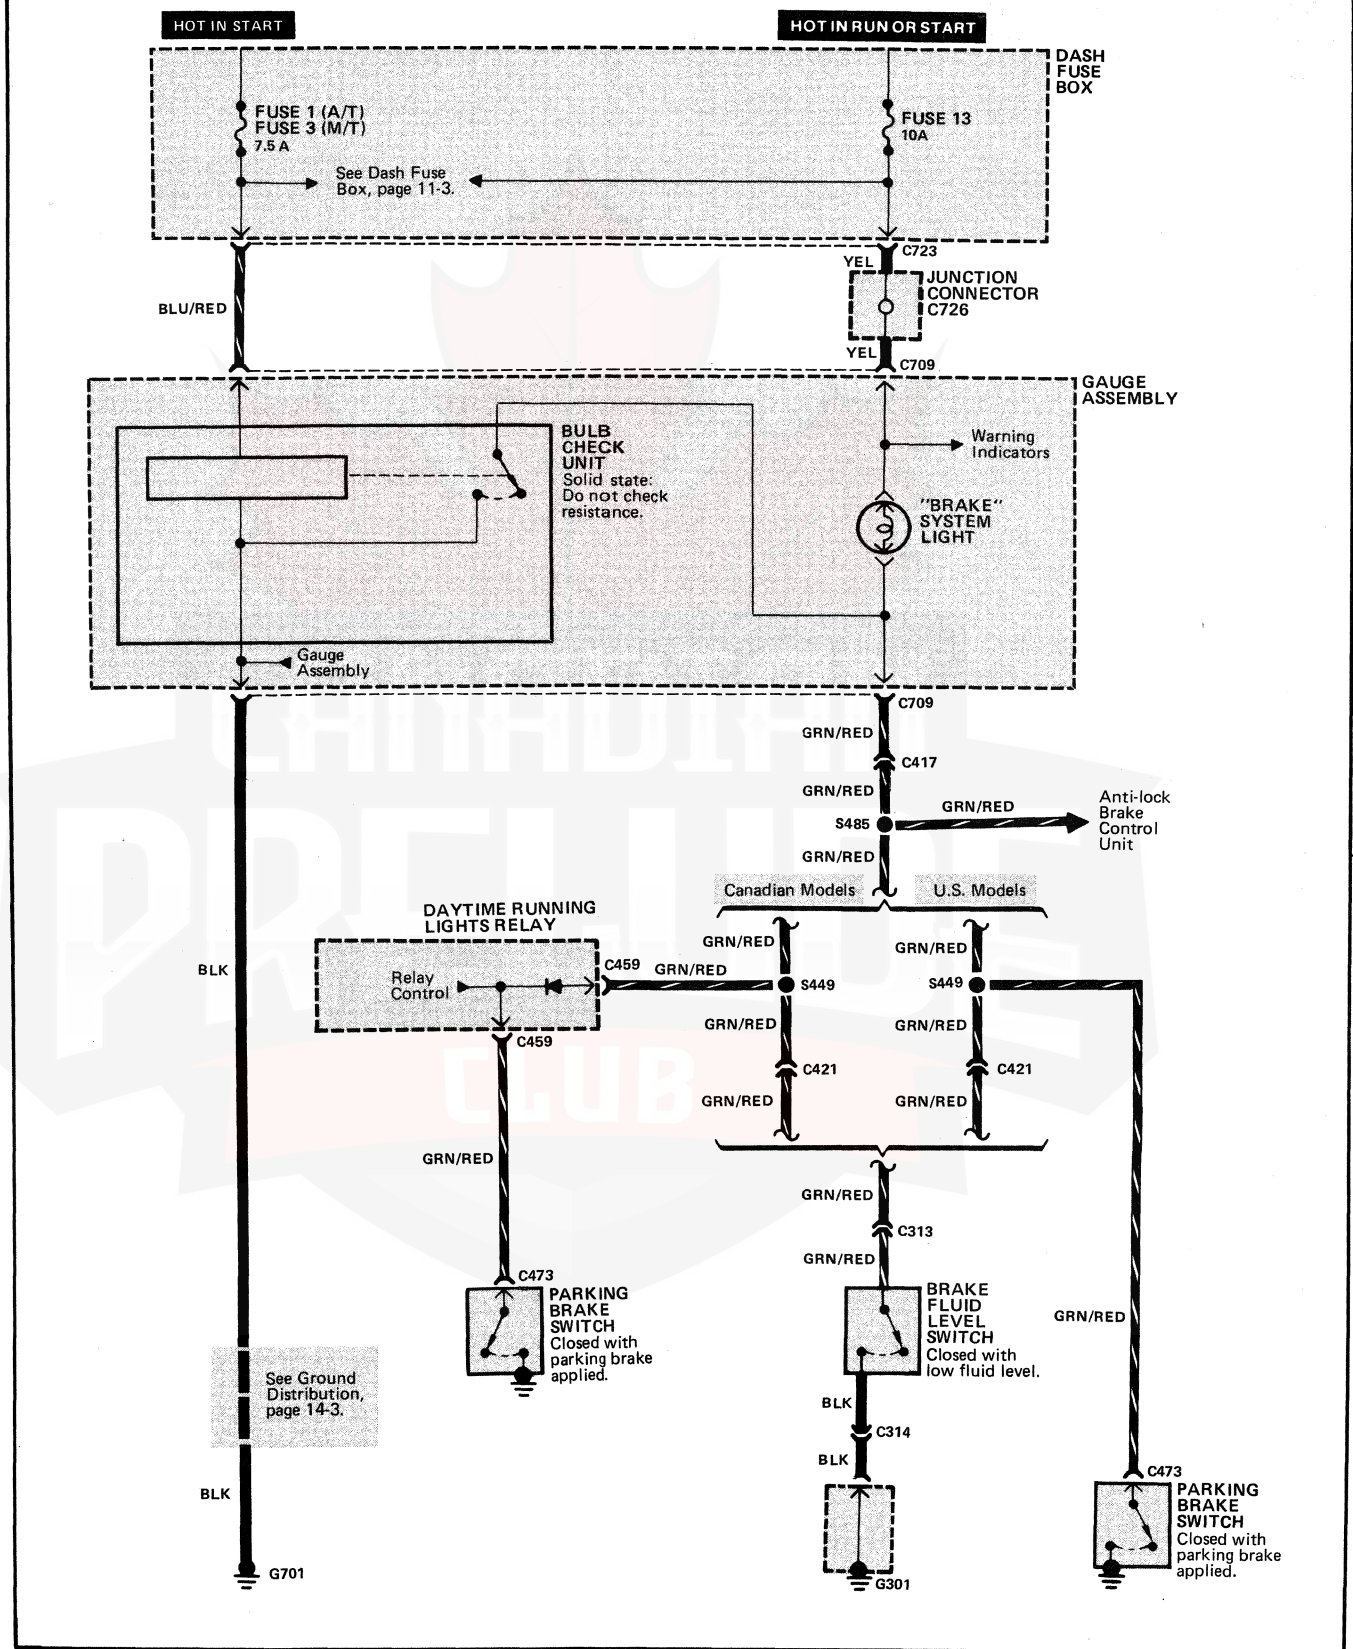 HOT IN START
HOT IN RUN OR START
DASH
FUSE
BOX
FUSE 1 (A/T)
FUSE 3 (M/T)
7.5 A
FUSE 13
10A
See Dash Fuse
Box, page 11-3.
C723
YEL
JUNCTION
CONNECTOR
C726
BLU/RED
YEL
C709
GAUGE
ASSEMBLY
BULB
CHECK
UNIT
Solid state:
Do not check
resistance.
Warning
Indicators
"BRAKE"
SYSTEM
LIGHT
Gauge
Assembly
C709
GRN/RED
C417
GRN/RED
S485
GRN/RED
Anti-lock
Brake
Control
Unit
GRN/RED
Canadian Models
U.S. Models
DAYTIME RUNNING
LIGHTS RELAY
BLK
Relay
Control
C459
GRN/RED
GRN/RED
S449
GRN/RED
S449
C459
GRN/RED
GRN/RED
C421
C421
GRN/RED
GRN/RED
GRN/RED
GRN/RED
C313
GRN/RED
C473
PARKING
BRAKE
SWITCH
Closed with
parking brake
applied.
BRAKE
FLUID
LEVEL
SWITCH
Closed with
low fluid level.
GRN/RED
See Ground
Distribution,
page 14-3.
BLK
C314
BLK
BLK
C473
PARKING
BRAKE
SWITCH
Closed with
parking brake
applied.
G701
G301
CANADIAN
PRELUDE
CLUB